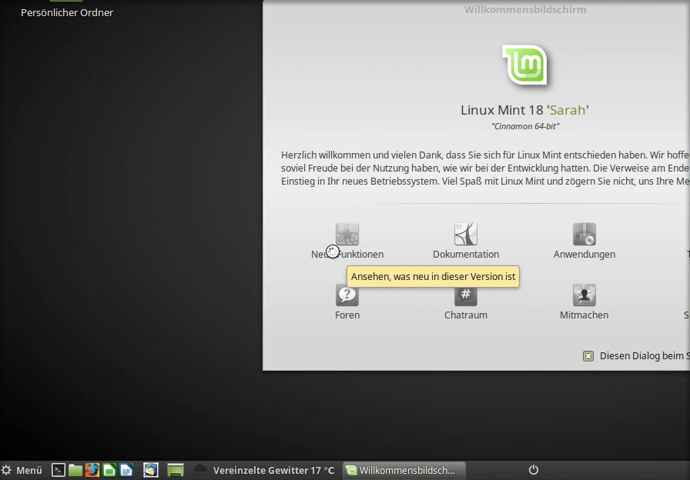 Persönlicher Ordner
Willkommensbildschirm
lm
Linux Mint 18 'Sarah'
"Cinnamon 64-bit"
Herzlich willkommen und vielen Dank, dass Sie sich für Linux Mint entschieden haben. Wir hoffe
soviel Freude bei der Nutzung haben, wie wir bei der Entwicklung hatten. Die Verweise am Ende
Einstieg in Ihr neues Betriebssystem. Viel Spaß mit Linux Mint und zögern Sie nicht, uns Ihre Me
Funktionen
Dokumentation
Anwendungen
Ansehen, was neu in dieser Version ist
Foren
Chatraum
Mitmachen
Diesen Dialog beim S
Menü
Vereinzelte Gewitter 17 °C
Willkommensbildsch...